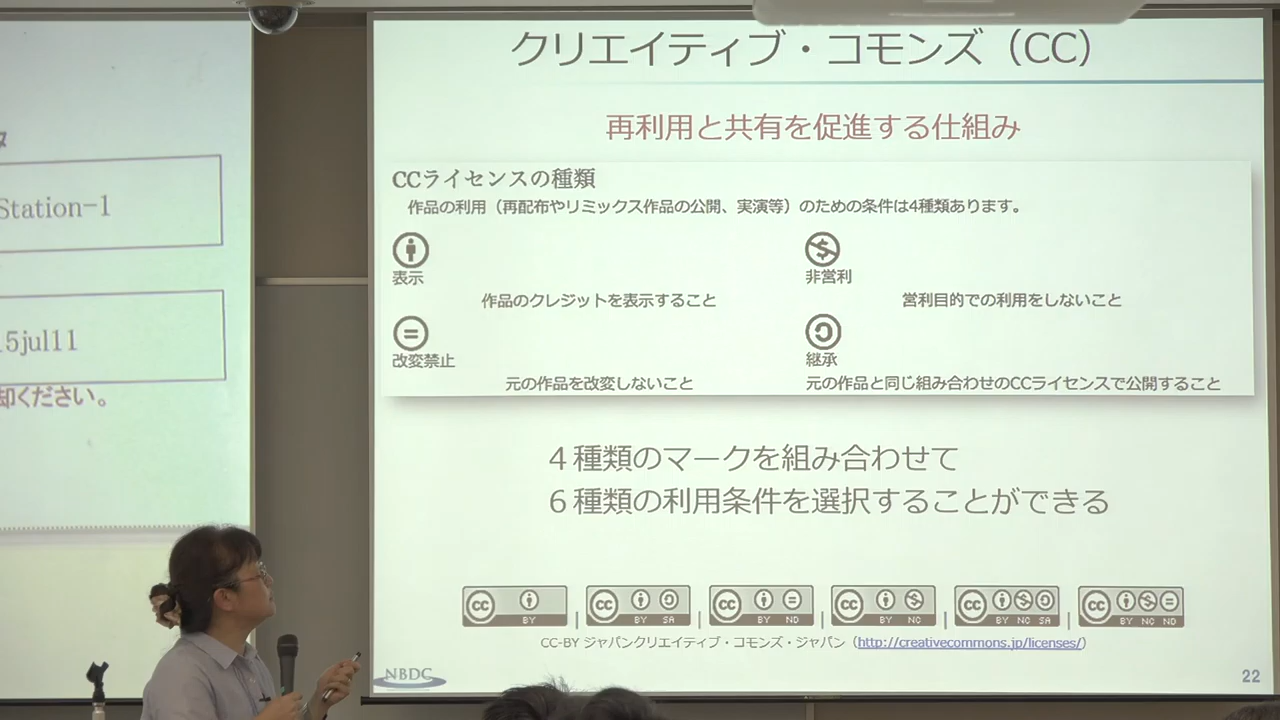 クリエイティブ・コモンズ（CC）
再利用と共有を促進する仕組み
CCライセンスの種類
作品の利用（再配布やリミックス作品の公開、実演等）のための条件は4種類あります。
表示
作品のクレジットを表示すること
非営利
営利目的での利用をしないこと
改変禁止
元の作品を改変しないこと
継承
元の作品と同じ組み合わせのCCライセンスで公開すること
４種類のマークを組み合わせて
６種類の利用条件を選択することができる
cc BY | cc BY SA | cc BY ND | cc BY NC | cc BY NC SA | cc BY NC ND
CC-BY ジャパンクリエイティブ・コモンズ・ジャパン（http://creativecommons.jp/licenses/）
NBDC
22
Station-1
5jul11
却ください。